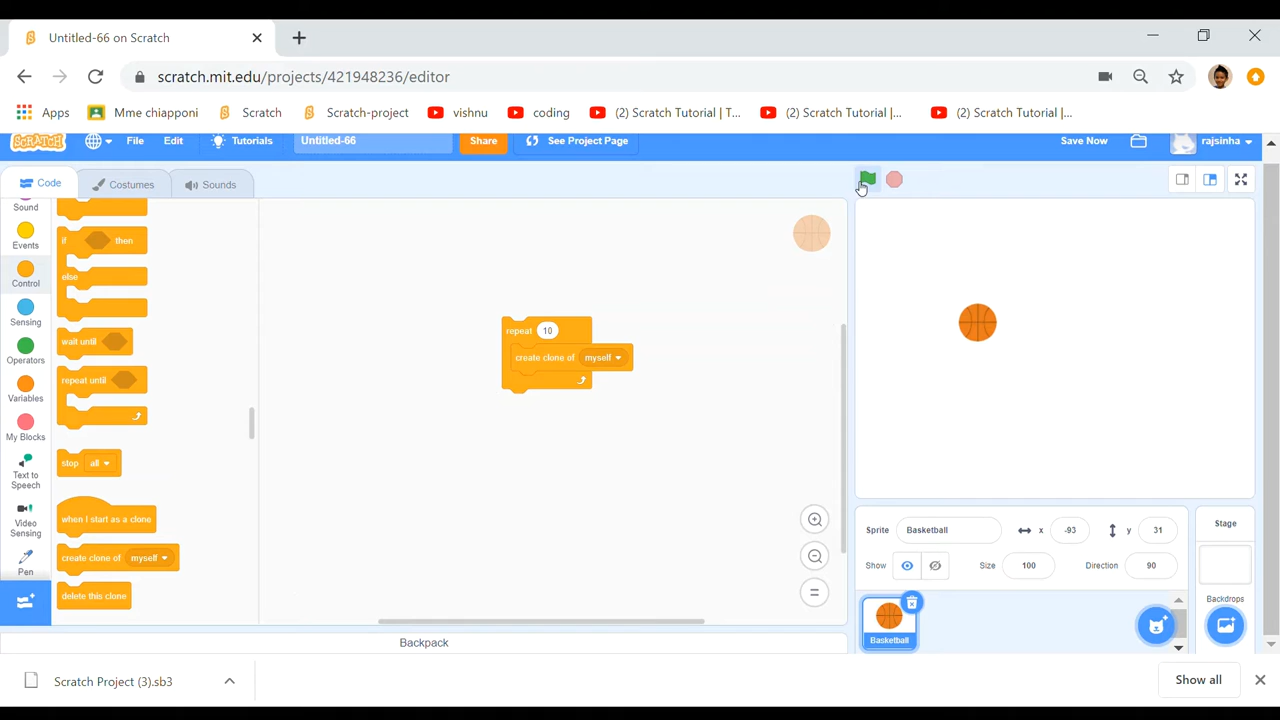 Untitled-66 on Scratch
scratch.mit.edu/projects/421948236/editor
Apps Mme chiapponi Scratch Scratch-project vishnu coding (2) Scratch Tutorial | T... (2) Scratch Tutorial |... (2) Scratch Tutorial |...
SCRATCH File Edit Tutorials Untitled-66 Share See Project Page Save Now rajsinha
Code Costumes Sounds
Sound
Events
Control
Sensing
Operators
Variables
My Blocks
Text to
Speech
Video
Sensing
Pen
if then
else
wait until
repeat until
stop all
when I start as a clone
create clone of myself
delete this clone
repeat 10
create clone of myself
Sprite Basketball x -93 y 31
Show Size 100 Direction 90
Basketball
Stage
Backdrops
Backpack
Scratch Project (3).sb3 Show all